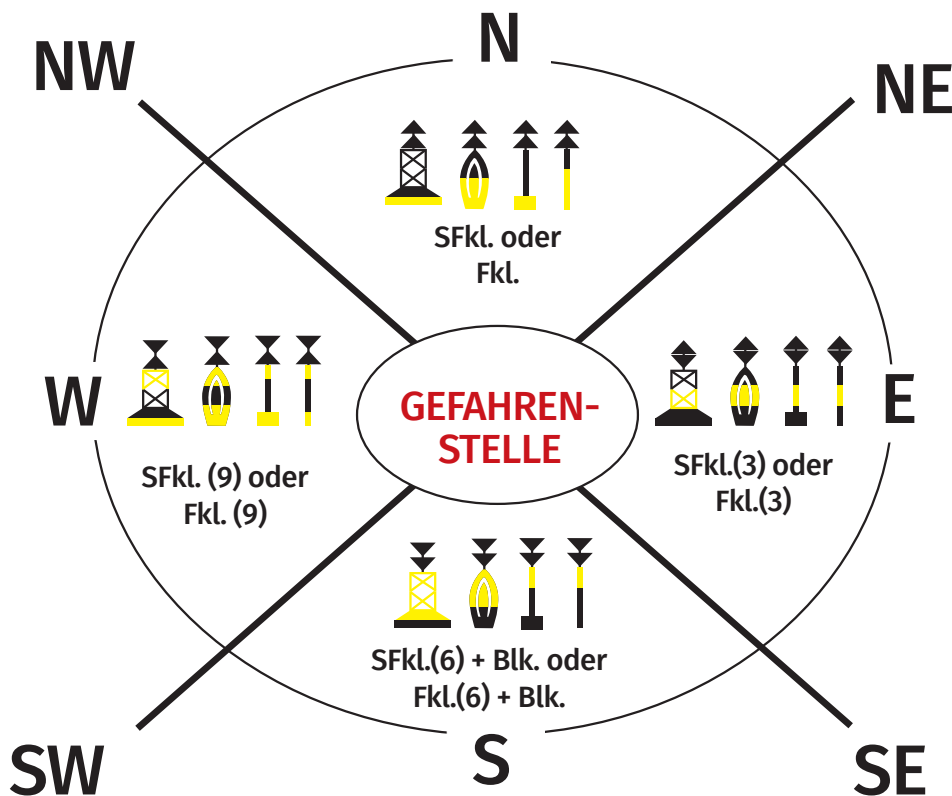 N
NW
NE
SFkl. oder
Fkl.
W
GEFAHREN-
STELLE
E
SFkl. (9) oder
Fkl. (9)
SFkl.(3) oder
Fkl.(3)
SFkl.(6) + Blk. oder
Fkl.(6) + Blk.
SW
S
SE